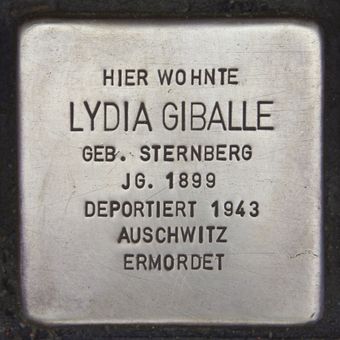 HIER WOHNTE
LYDIA GIBALLE
GEB. STERNBERG
JG. 1899
DEPORTIERT 1943
AUSCHWITZ
ERMORDET